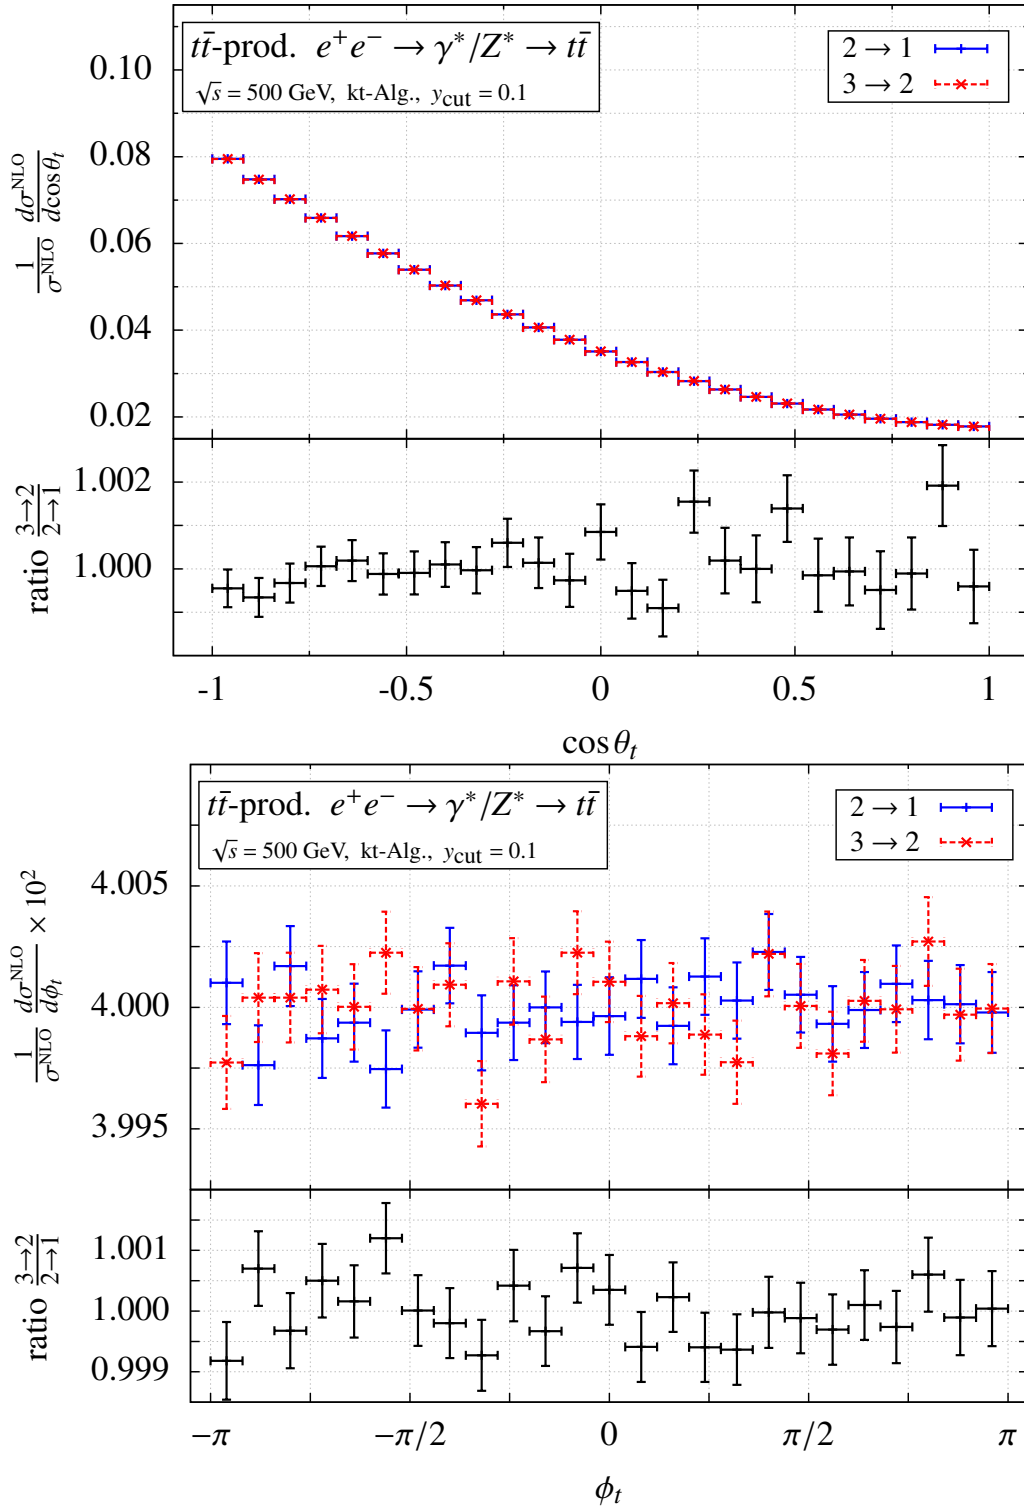 tt̄-prod. e⁺e⁻ → γ*/Z* → tt̄
√s = 500 GeV, kt-Alg., y_cut = 0.1
2 → 1
3 → 2
1/σ^NLO dσ^NLO/dcosθ_t
0.10
0.08
0.06
0.04
0.02
ratio 3→2/2→1
1.002
1.000
-1 -0.5 0 0.5 1
cos θ_t
tt̄-prod. e⁺e⁻ → γ*/Z* → tt̄
√s = 500 GeV, kt-Alg., y_cut = 0.1
2 → 1
3 → 2
1/σ^NLO dσ^NLO/dϕ_t × 10²
4.005
4.000
3.995
ratio 3→2/2→1
1.001
1.000
0.999
−π −π/2 0 π/2 π
ϕ_t